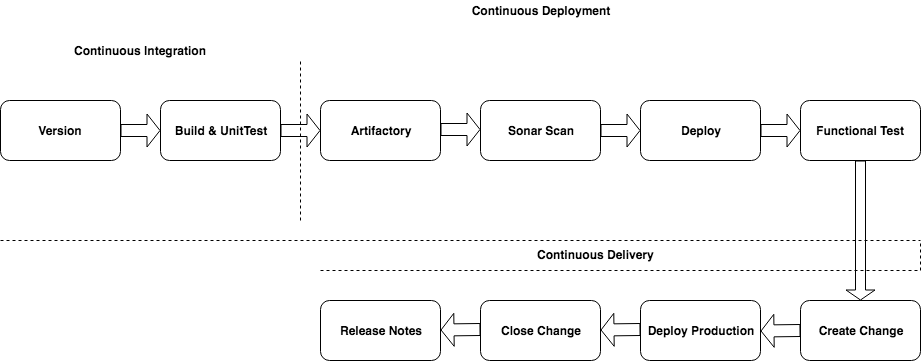 Continuous Deployment
Continuous Integration
Version
Build & UnitTest
Artifactory
Sonar Scan
Deploy
Functional Test
Continuous Delivery
Release Notes
Close Change
Deploy Production
Create Change